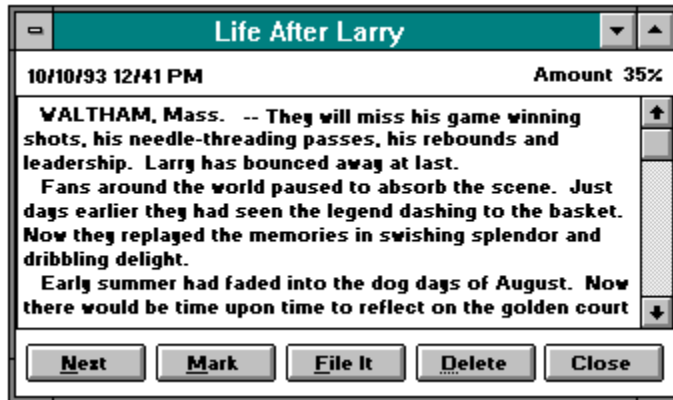 Life After Larry
10/10/93 12/41 PM Amount 35%
WALTHAM, Mass. -- They will miss his game winning
shots, his needle-threading passes, his rebounds and
leadership. Larry has bounced away at last.
Fans around the world paused to absorb the scene. Just
days earlier they had seen the legend dashing to the basket.
Now they replayed the memories in swishing splendor and
dribbling delight.
Early summer had faded into the dog days of August. Now
there would be time upon time to reflect on the golden court
Next Mark File It Delete Close